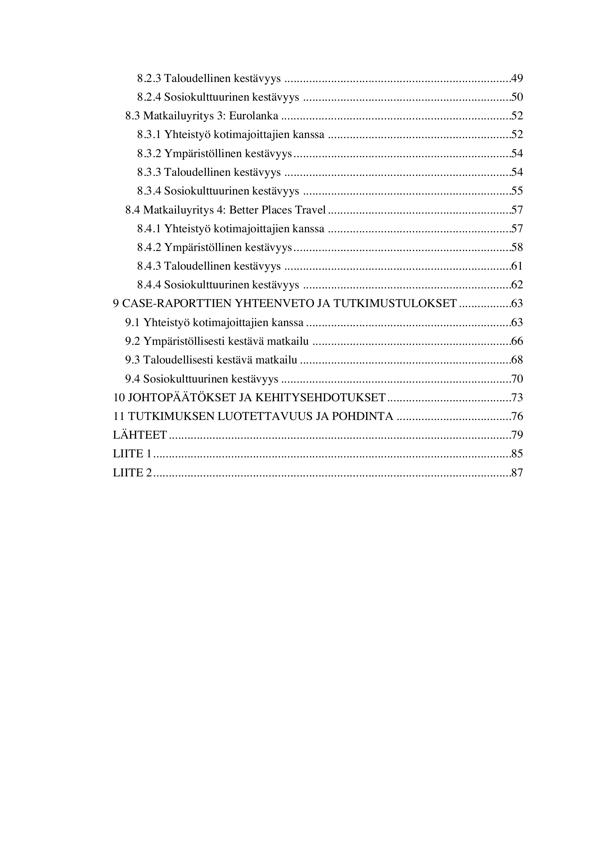 8.2.3 Taloudellinen kestävyys ..........................................................................49
8.2.4 Sosiokulttuurinen kestävyys ....................................................................50
8.3 Matkailuyritys 3: Eurolanka ...........................................................................52
8.3.1 Yhteistyö kotimajoittajien kanssa ............................................................52
8.3.2 Ympäristöllinen kestävyys.......................................................................54
8.3.3 Taloudellinen kestävyys ..........................................................................54
8.3.4 Sosiokulttuurinen kestävyys ....................................................................55
8.4 Matkailuyritys 4: Better Places Travel ............................................................57
8.4.1 Yhteistyö kotimajoittajien kanssa ............................................................57
8.4.2 Ympäristöllinen kestävyys.......................................................................58
8.4.3 Taloudellinen kestävyys ..........................................................................61
8.4.4 Sosiokulttuurinen kestävyys ....................................................................62
9 CASE-RAPORTTIEN YHTEENVETO JA TUTKIMUSTULOKSET .................63
9.1 Yhteistyö kotimajoittajien kanssa ...................................................................63
9.2 Ympäristöllisesti kestävä matkailu .................................................................66
9.3 Taloudellisesti kestävä matkailu .....................................................................68
9.4 Sosiokulttuurinen kestävyys ...........................................................................70
10 JOHTOPÄÄTÖKSET JA KEHITYSEHDOTUKSET........................................73
11 TUTKIMUKSEN LUOTETTAVUUS JA POHDINTA .....................................76
LÄHTEET ...............................................................................................................79
LIITE 1....................................................................................................................85
LIITE 2....................................................................................................................87